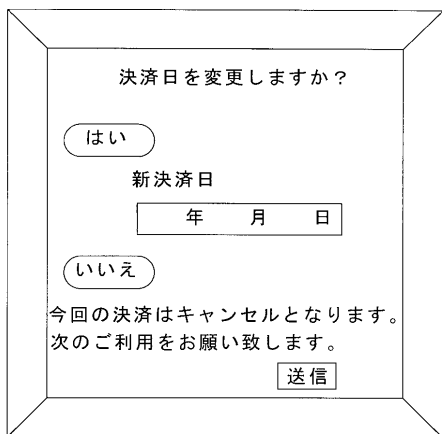 決済日を変更しますか？
はい
新決済日
年　月　日
いいえ
今回の決済はキャンセルとなります。
次のご利用をお願い致します。
送信